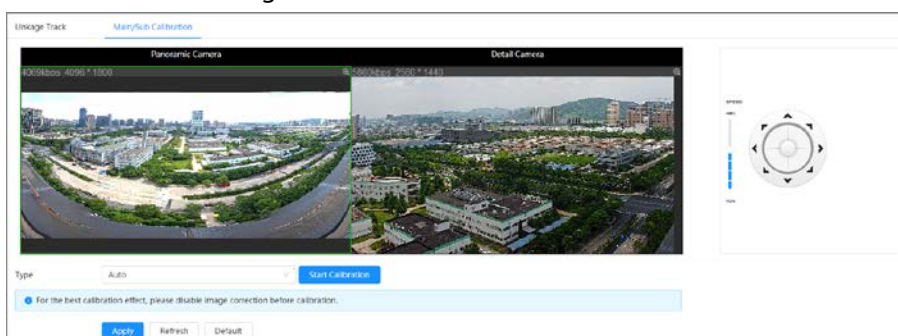 Linkage Track Main/Sub Calibration
Panoramic Camera Detail Camera
4009kbps 4096*1800 5860kbps 2560*1440
SPEED
Type Auto Start Calibration
For the best calibration effect, please disable image correction before calibration.
Apply Refresh Default